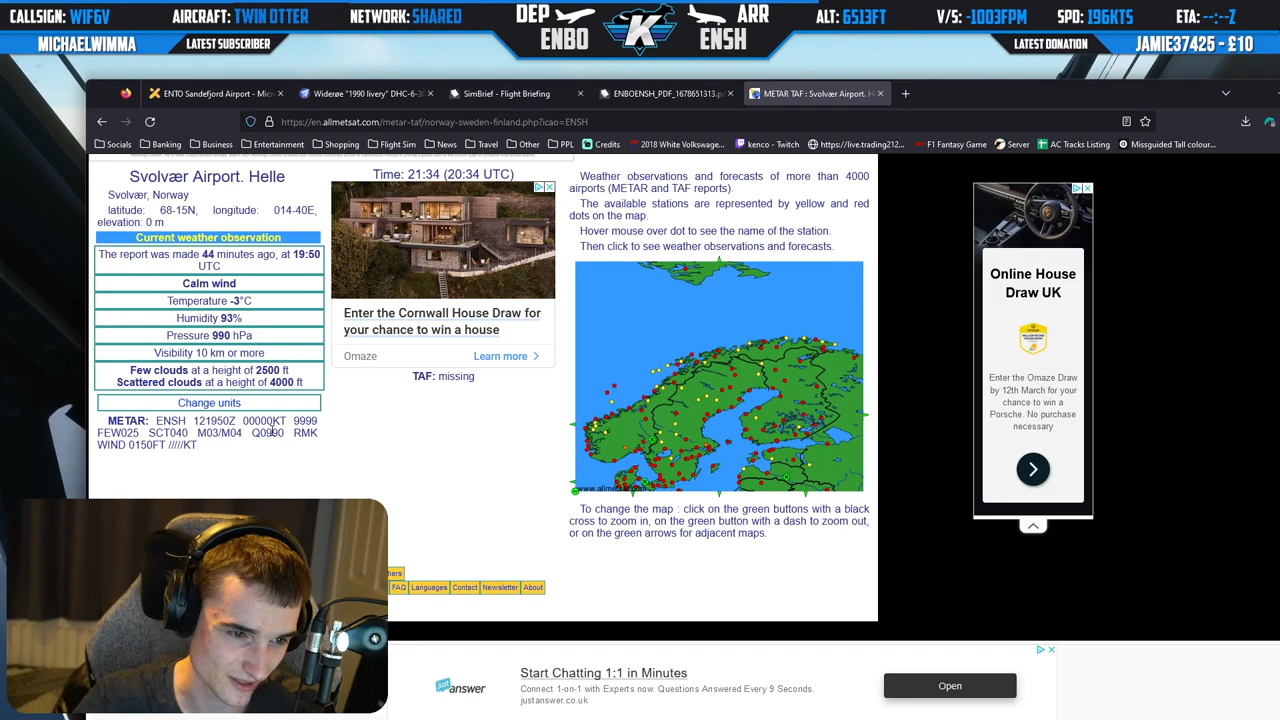 CALLSIGN: WIF6V AIRCRAFT: TWIN OTTER NETWORK: SHARED DEP ENBO K ARR ENSH ALT: 6513FT V/S: -1003FPM SPD: 196KTS ETA: --:--Z
MICHAELWIMMA LATEST SUBSCRIBER LATEST DONATION JAMIE37425 - £10
ENTO Sandefjord Airport - Micr Widerøe "1990 livery" DHC-6-3 SimBrief - Flight Briefing ENBOENSH_PDF_1678651313.p METAR TAF : Svolvær Airport. H
https://en.allmetsat.com/metar-taf/norway-sweden-finland.php?icao=ENSH
Socials Banking Business Entertainment Shopping Flight Sim News Travel Other PPL Credits 2018 White Volkswage... kenco - Twitch https://live.trading212... F1 Fantasy Game Server AC Tracks Listing Missguided Tall colour...
Svolvær Airport. Helle
Svolvær, Norway
latitude: 68-15N, longitude: 014-40E,
elevation: 0 m
Current weather observation
The report was made 44 minutes ago, at 19:50
UTC
Calm wind
Temperature -3°C
Humidity 93%
Pressure 990 hPa
Visibility 10 km or more
Few clouds at a height of 2500 ft
Scattered clouds at a height of 4000 ft
Change units
METAR: ENSH 121950Z 00000KT 9999
FEW025 SCT040 M03/M04 Q0990 RMK
WIND 0150FT /////KT
Time: 21:34 (20:34 UTC)
Enter the Cornwall House Draw for
your chance to win a house
Omaze Learn more
TAF: missing
Weather observations and forecasts of more than 4000
airports (METAR and TAF reports).
The available stations are represented by yellow and red
dots on the map.
Hover mouse over dot to see the name of the station.
Then click to see weather observations and forecasts.
To change the map : click on the green buttons with a black
cross to zoom in, on the green button with a dash to zoom out,
or on the green arrows for adjacent maps.
Online House
Draw UK
Enter the Omaze Draw
by 12th March for your
chance to win a
Porsche. No purchase
necessary
hers
FAQ Languages Contact Newsletter About
just
answer
Start Chatting 1:1 in Minutes
Connect 1-on-1 with Experts now. Questions Answered Every 9 Seconds.
justanswer.co.uk
Open